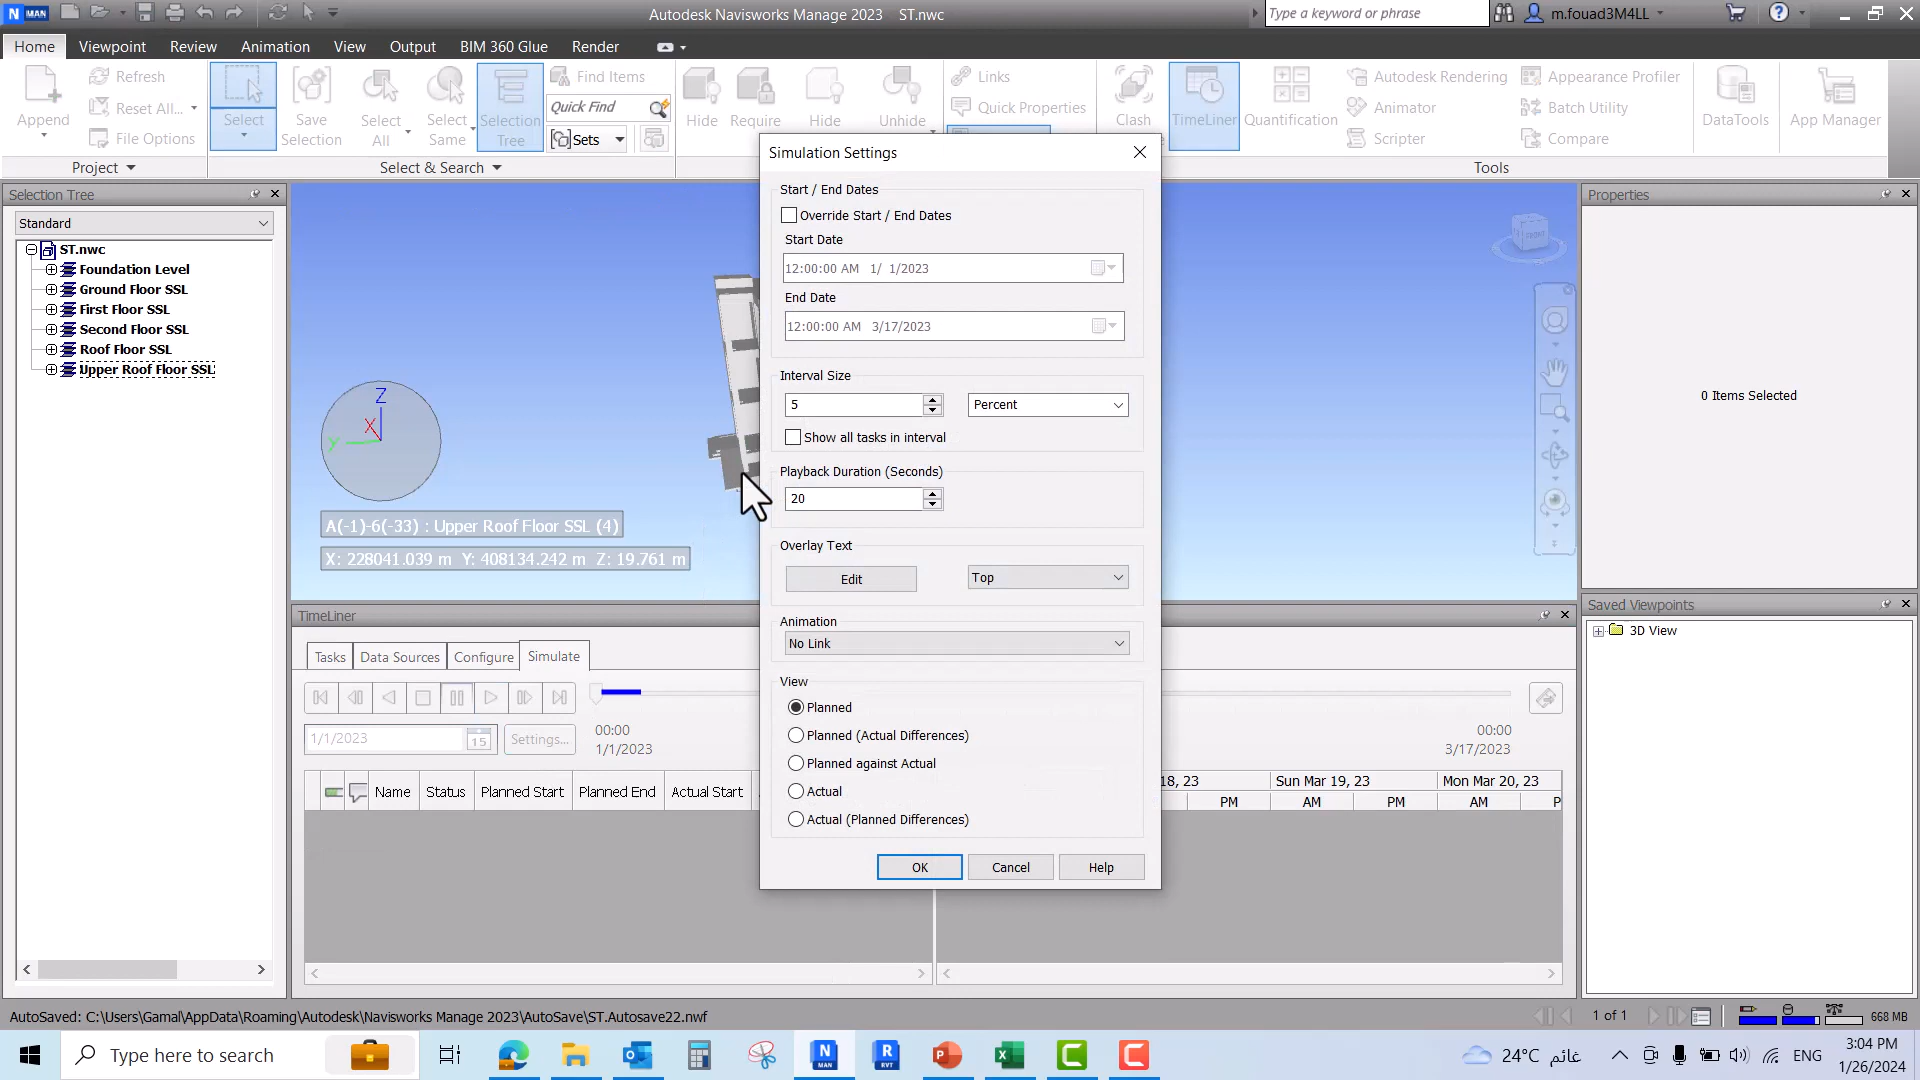 N MAN
Autodesk Navisworks Manage 2023    ST.nwc
Type a keyword or phrase
m.fouad3M4LL
Home Viewpoint Review Animation View Output BIM 360 Glue Render
Append
Refresh
Reset All...
File Options
Project
Select
Save Selection
Select All
Select Same
Selection Tree
Find Items
Quick Find
Sets
Select & Search
Hide
Require
Hide
Unhide
Links
Quick Properties
Clash
TimeLiner
Quantification
Autodesk Rendering
Animator
Scripter
Appearance Profiler
Batch Utility
Compare
Tools
DataTools
App Manager
Selection Tree
Standard
ST.nwc
Foundation Level
Ground Floor SSL
First Floor SSL
Second Floor SSL
Roof Floor SSL
Upper Roof Floor SSL
Z
X
Y
A(-1)-6(-33) : Upper Roof Floor SSL (4)
X: 228041.039 m  Y: 408134.242 m  Z: 19.761 m
FRONT
Simulation Settings
Start / End Dates
Override Start / End Dates
Start Date
12:00:00 AM   1/  1/2023
End Date
12:00:00 AM   3/17/2023
Interval Size
5
Percent
Show all tasks in interval
Playback Duration (Seconds)
20
Overlay Text
Edit
Top
Animation
No Link
View
Planned
Planned (Actual Differences)
Planned against Actual
Actual
Actual (Planned Differences)
OK
Cancel
Help
Properties
0 Items Selected
Saved Viewpoints
3D View
TimeLiner
Tasks Data Sources Configure Simulate
1/1/2023
15
Settings...
00:00
1/1/2023
00:00
3/17/2023
Name Status Planned Start Planned End Actual Start
18, 23 Sun Mar 19, 23 Mon Mar 20, 23
PM AM PM AM P
AutoSaved: C:\Users\Gamal\AppData\Roaming\Autodesk\Navisworks Manage 2023\AutoSave\ST.Autosave22.nwf
1 of 1
668 MB
Type here to search
N MAN
R RVT
24°C غائم
ENG
3:04 PM
1/26/2024